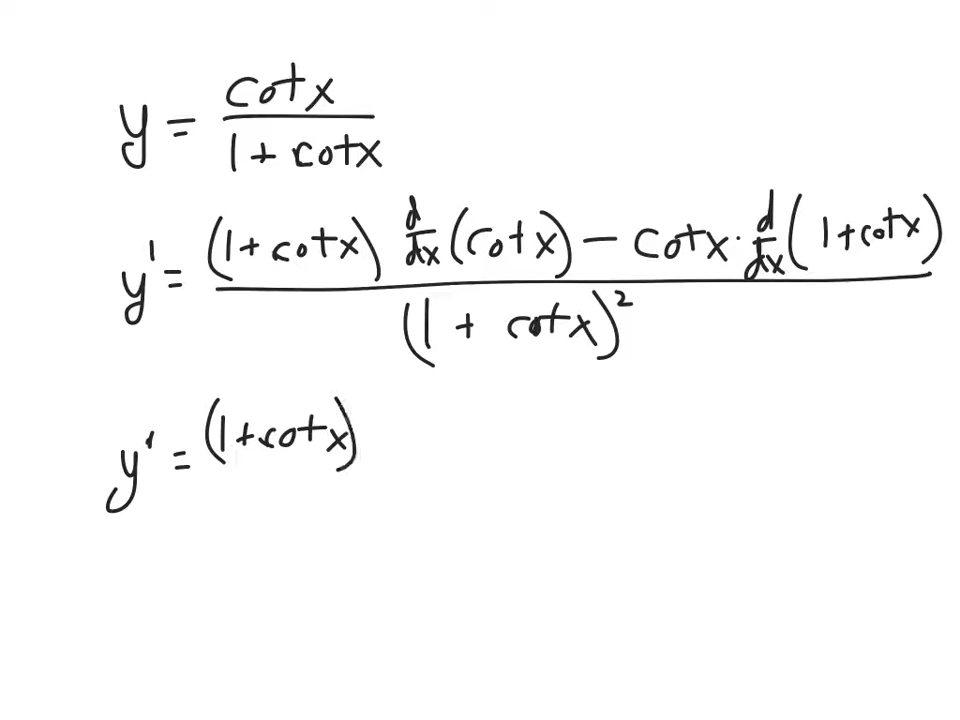 y = cotx / 1 + cotx
y' = (1 + cotx) d/dx (cotx) − cotx · d/dx (1 + cotx) / (1 + cotx)²
y' = (1 + cotx)